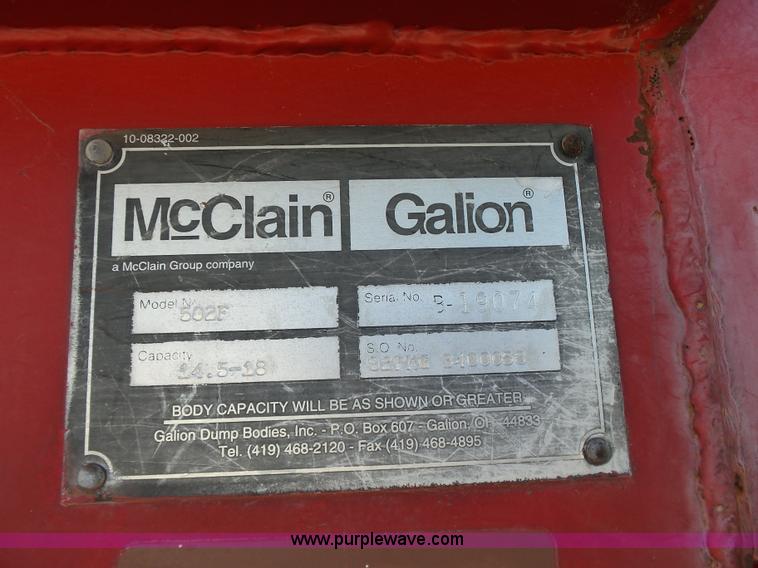 10-08322-002
McClain® Galion®
a McClain Group company
Model No. 502F Serial No. B-19074
Capacity 14.5-18 S.O. No.
BODY CAPACITY WILL BE AS SHOWN OR GREATER
Galion Dump Bodies, Inc. - P.O. Box 607 - Galion, OH 44833
Tel. (419) 468-2120 - Fax (419) 468-4895
www.purplewave.com